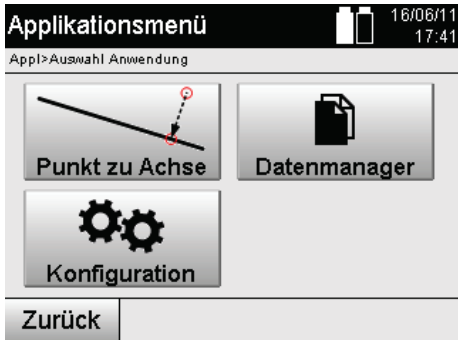 Applikationsmenü
16/06/11
17:41
Appl>Auswahl Anwendung
Punkt zu Achse
Datenmanager
Konfiguration
Zurück